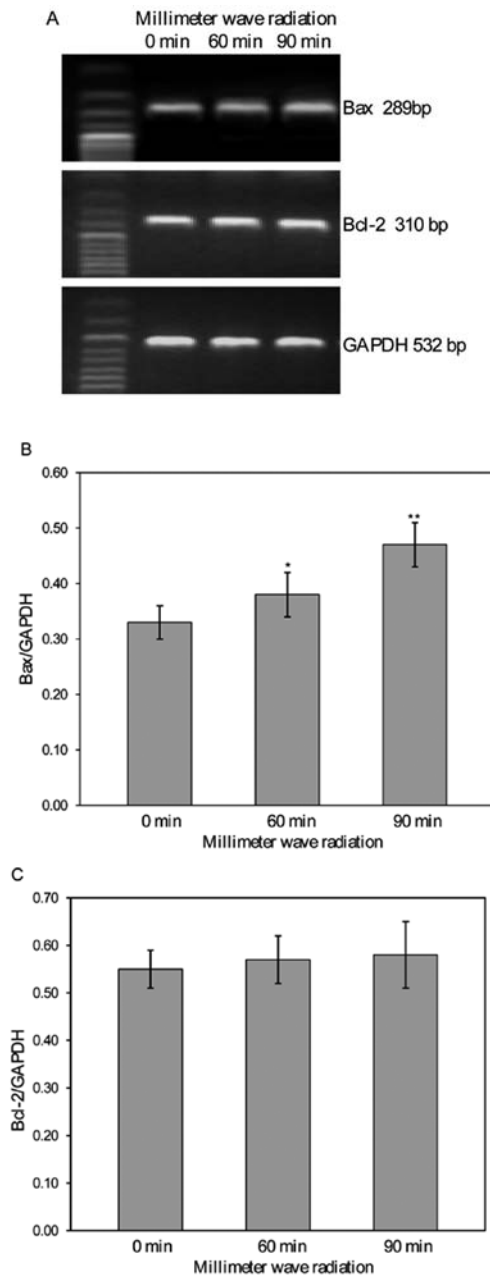 A
Millimeter wave radiation
0 min 60 min 90 min
Bax 289bp
Bcl-2 310 bp
GAPDH 532 bp
B
0.60
0.50
0.40
0.30
0.20
0.10
0.00
Bax/GAPDH
*
**
0 min 60 min 90 min
Millimeter wave radiation
C
0.70
0.60
0.50
0.40
0.30
0.20
0.10
0.00
Bcl-2/GAPDH
0 min 60 min 90 min
Millimeter wave radiation